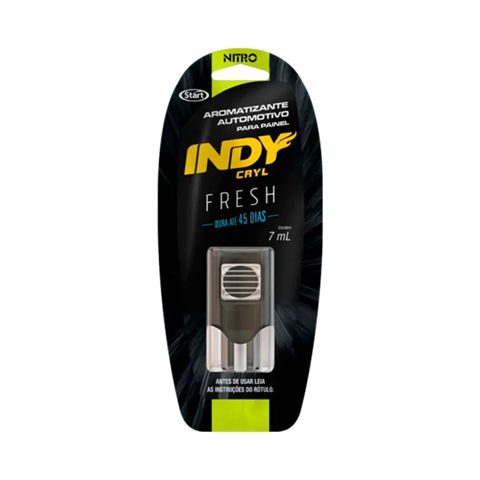 NITRO
Start
AROMATIZANTE
AUTOMOTIVO
PARA PAINEL
INDY
CRYL
FRESH
DURA ATÉ 45 DIAS
Contém
7 mL
ANTES DE USAR LEIA
AS INSTRUÇÕES DO RÓTULO.